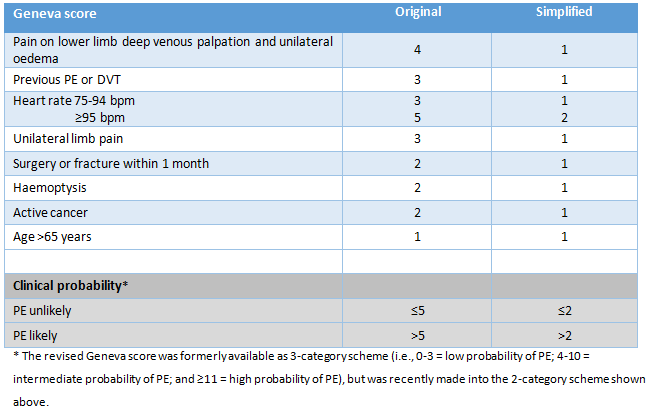 Geneva score Original Simplified
Pain on lower limb deep venous palpation and unilateral
oedema 4 1
Previous PE or DVT 3 1
Heart rate 75-94 bpm 3 1
≥95 bpm 5 2
Unilateral limb pain 3 1
Surgery or fracture within 1 month 2 1
Haemoptysis 2 1
Active cancer 2 1
Age >65 years 1 1
Clinical probability*
PE unlikely ≤5 ≤2
PE likely >5 >2
* The revised Geneva score was formerly available as 3-category scheme (i.e., 0-3 = low probability of PE; 4-10 =
intermediate probability of PE; and ≥11 = high probability of PE), but was recently made into the 2-category scheme shown
above.